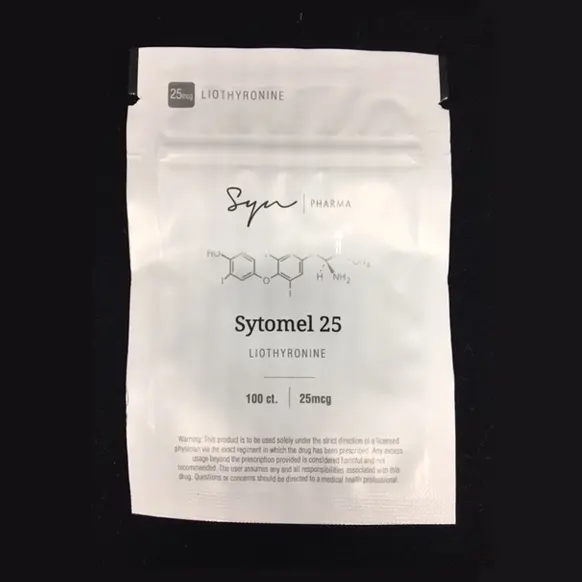 25mcg LIOTHYRONINE
Syn | PHARMA
HO
I
O
I
I
H NH₂
Sytomel 25
LIOTHYRONINE
100 ct. | 25mcg
Warning: This product is to be used solely under the strict direction of a licensed
physician via the exact regiment in which the drug has been prescribed. Any excess
usage beyond the prescription provided is considered harmful and not
recommended. The user assumes any and all responsibilities associated with this
drug. Questions or concerns should be directed to a medical health professional.